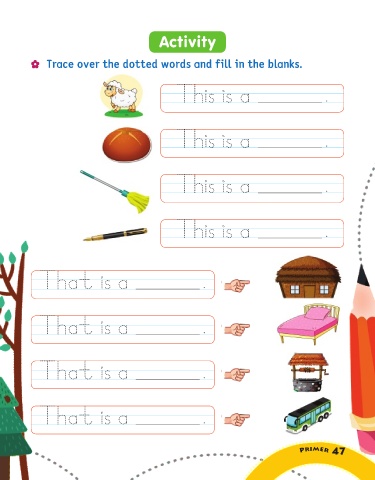 Activity
Trace over the dotted words and fill in the blanks.
This is a ________ .
This is a ________ .
This is a ________ .
This is a ________ .
That is a ________ .
That is a ________ .
That is a ________ .
That is a ________ .
PRIMER 47